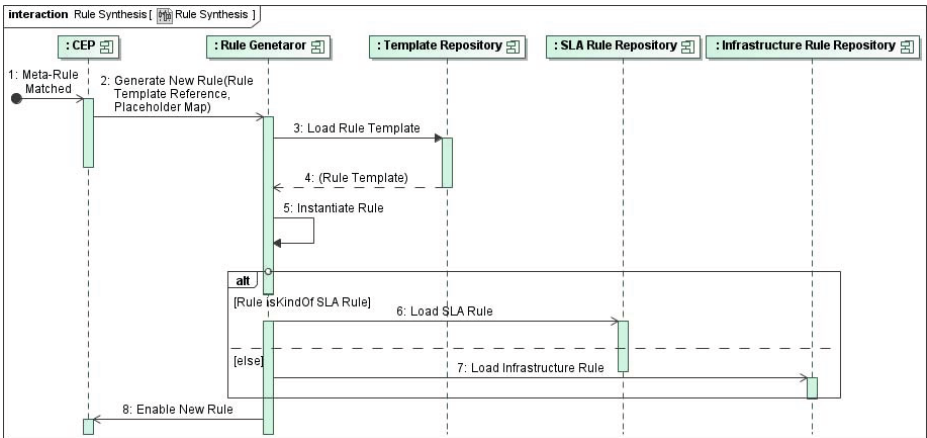 interaction Rule Synthesis [ Rule Synthesis ]
: CEP
: Rule Genetaror
: Template Repository
: SLA Rule Repository
: Infrastructure Rule Repository
1: Meta-Rule
Matched
2: Generate New Rule(Rule
Template Reference,
Placeholder Map)
3: Load Rule Template
4: (Rule Template)
5: Instantiate Rule
alt
[Rule isKindOf SLA Rule]
6: Load SLA Rule
[else]
7: Load Infrastructure Rule
8: Enable New Rule